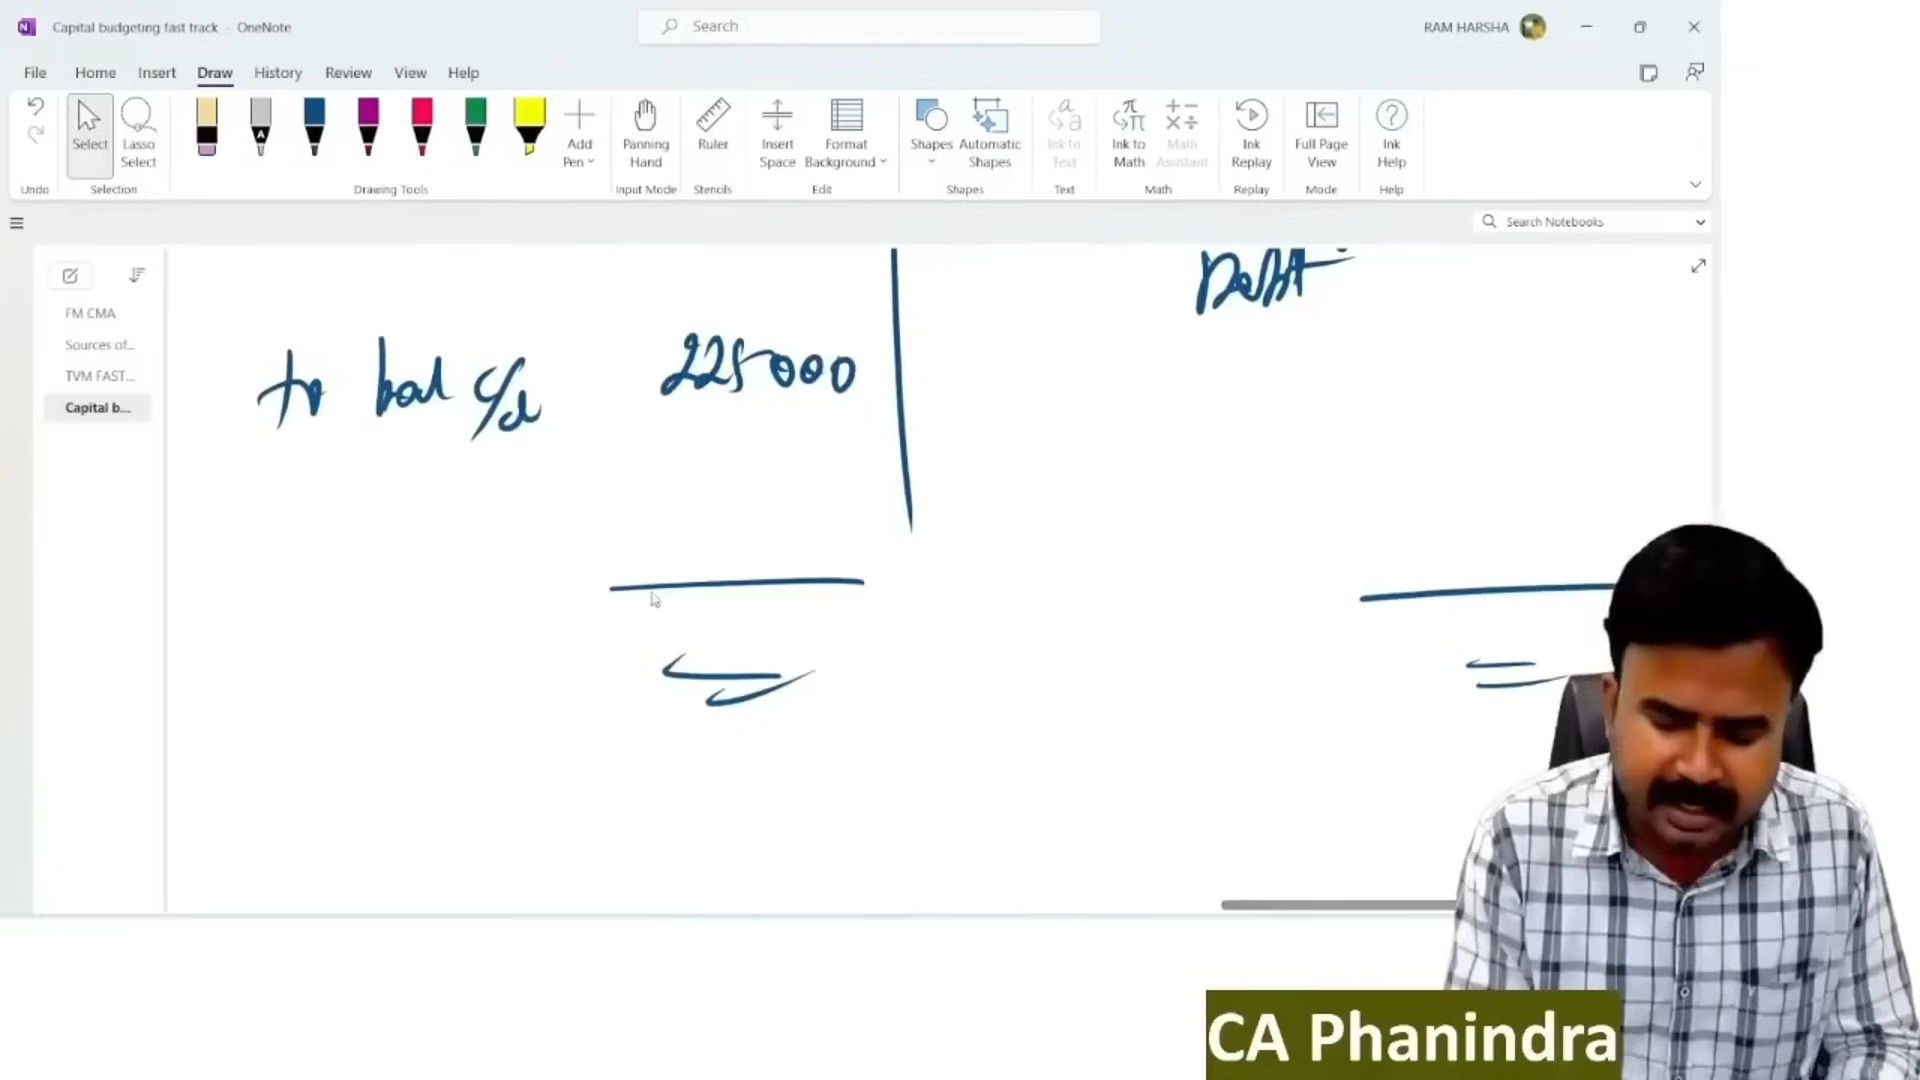 Capital budgeting fast track - OneNote
Search
RAM HARSHA
File Home Insert Draw History Review View Help
Undo
Select
Lasso Select
Selection
A
Drawing Tools
Add Pen
Panning Hand
Input Mode
Ruler
Stencils
Insert Space
Format Background
Edit
Shapes
Automatic Shapes
Shapes
Ink to Text
Text
Ink to Math
Math Assistant
Math
Ink Replay
Replay
Full Page View
Mode
Ink Help
Help
Search Notebooks
FM CMA
Sources of...
TVM FAST...
Capital b...
Debt
to bal c/d 225000
CA Phanindra